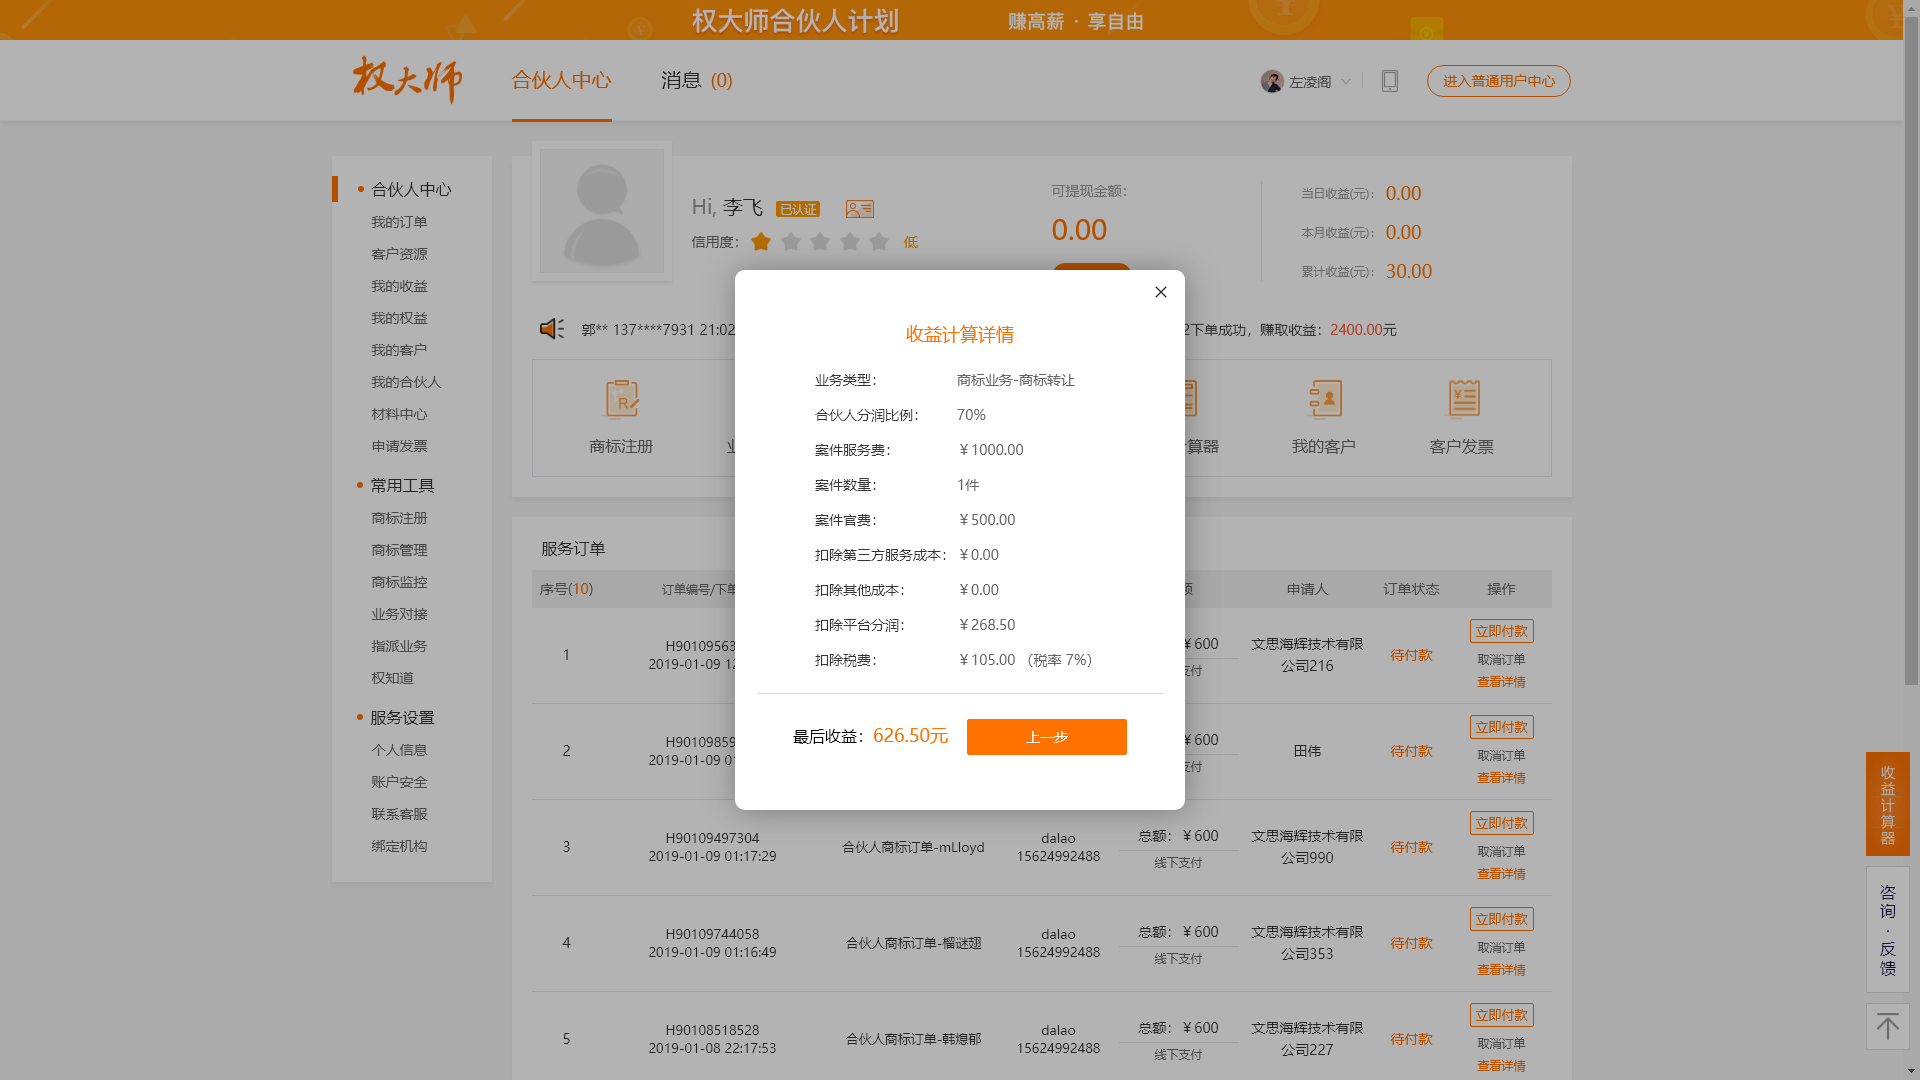 权大师合伙人计划 赚高薪 · 享自由
权大师
合伙人中心
消息 (0)
左凌阁
进入普通用户中心
合伙人中心
我的订单
客户资源
我的收益
我的权益
我的客户
我的合伙人
材料中心
申请发票
常用工具
商标注册
商标管理
商标监控
业务对接
指派业务
权知道
服务设置
个人信息
账户安全
联系客服
绑定机构
Hi, 李飞 已认证
信用度： 低
可提现金额：
0.00
当日收益(元)： 0.00
本月收益(元)： 0.00
累计收益(元)： 30.00
郭** 137****7931 21:02
2下单成功，赚取收益：2400.00元
商标注册
业
算器
我的客户
客户发票
收益计算详情
业务类型： 商标业务-商标转让
合伙人分润比例： 70%
案件服务费： ￥1000.00
案件数量： 1件
案件官费： ￥500.00
扣除第三方服务成本： ￥0.00
扣除其他成本： ￥0.00
扣除平台分润： ￥268.50
扣除税费： ￥105.00 （税率 7%）
最后收益：626.50元
上一步
服务订单
序号(10) 订单编号/下单 申请人 订单状态 操作
1
H9010956
2019-01-09 12
￥600
支付
文思海辉技术有限
公司216
待付款
立即付款
取消订单
查看详情
2
H9010985
2019-01-09 01
￥600
支付
田伟
待付款
立即付款
取消订单
查看详情
3
H90109497304
2019-01-09 01:17:29
合伙人商标订单-mLloyd
dalao
15624992488
总额：￥600
线下支付
文思海辉技术有限
公司990
待付款
立即付款
取消订单
查看详情
4
H90109744058
2019-01-09 01:16:49
合伙人商标订单-榴谜翅
dalao
15624992488
总额：￥600
线下支付
文思海辉技术有限
公司353
待付款
立即付款
取消订单
查看详情
5
H90108518528
2019-01-08 22:17:53
合伙人商标订单-韩熄郁
dalao
15624992488
总额：￥600
线下支付
文思海辉技术有限
公司227
待付款
立即付款
取消订单
查看详情
收益计算器
咨询·反馈